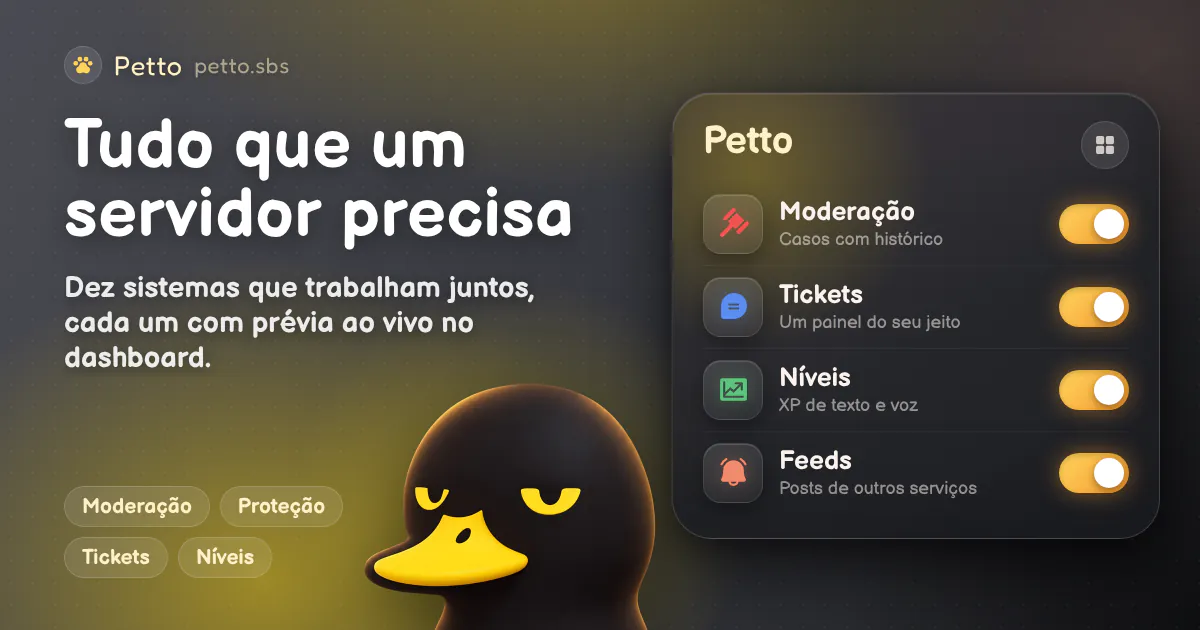 Petto petto.sbs
Tudo que um
servidor precisa
Dez sistemas que trabalham juntos,
cada um com prévia ao vivo no
dashboard.
Moderação Proteção
Tickets Níveis
Petto
Moderação
Casos com histórico
Tickets
Um painel do seu jeito
Níveis
XP de texto e voz
Feeds
Posts de outros serviços